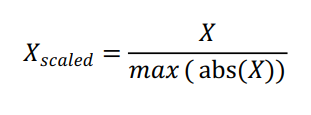 X_scaled = X / max ( abs(X))